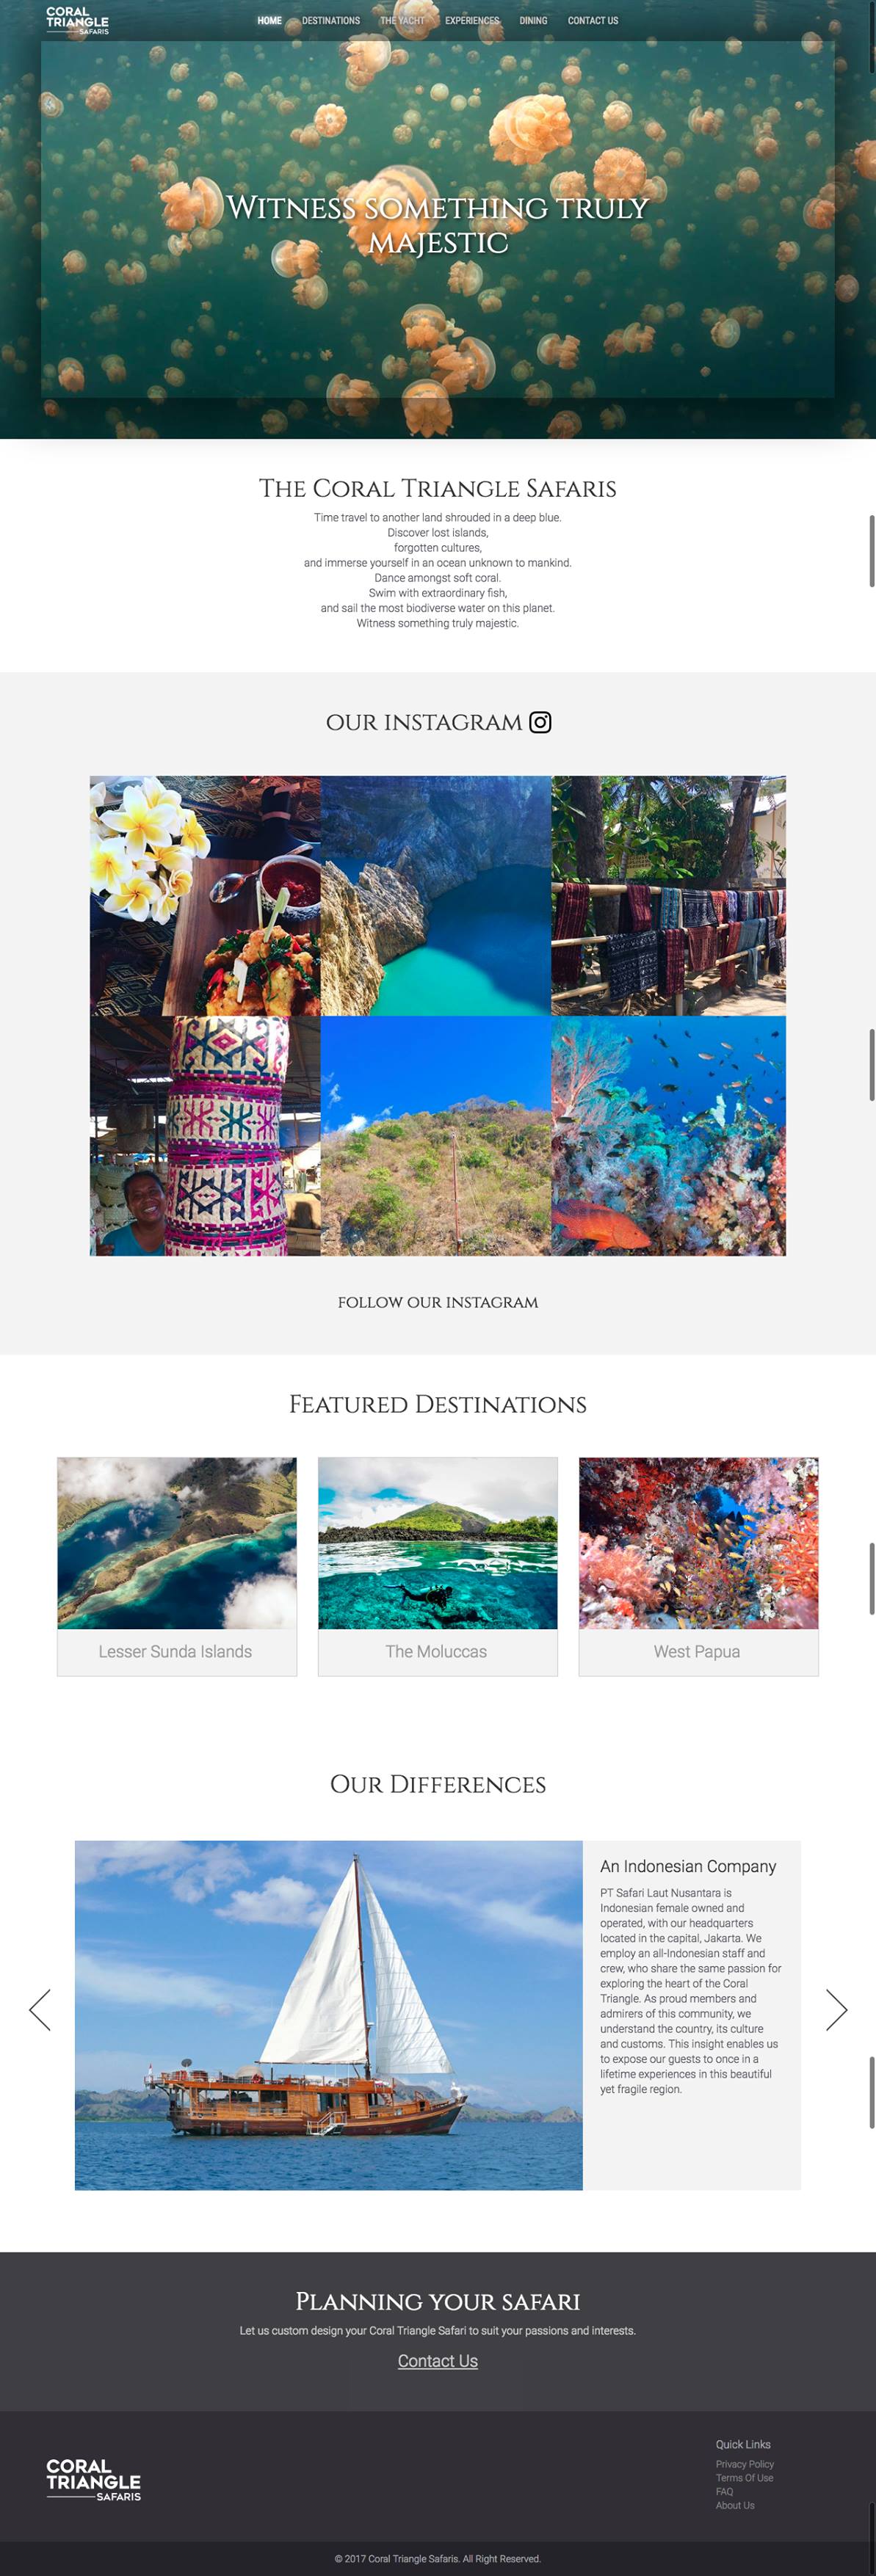 CORAL
TRIANGLE
SAFARIS
HOME DESTINATIONS THE YACHT EXPERIENCES DINING CONTACT US
Witness something truly
majestic
The Coral Triangle Safaris
Time travel to another land shrouded in a deep blue.
Discover lost islands,
forgotten cultures,
and immerse yourself in an ocean unknown to mankind.
Dance amongst soft coral.
Swim with extraordinary fish,
and sail the most biodiverse water on this planet.
Witness something truly majestic.
OUR INSTAGRAM
FOLLOW OUR INSTAGRAM
Featured Destinations
Lesser Sunda Islands
The Moluccas
West Papua
Our Differences
An Indonesian Company
PT Safari Laut Nusantara is
Indonesian female owned and
operated, with our headquarters
located in the capital, Jakarta. We
employ an all-Indonesian staff and
crew, who share the same passion for
exploring the heart of the Coral
Triangle. As proud members and
admirers of this community, we
understand the country, its culture
and customs. This insight enables us
to expose our guests to once in a
lifetime experiences in this beautiful
yet fragile region.
Planning your safari
Let us custom design your Coral Triangle Safari to suit your passions and interests.
Contact Us
CORAL
TRIANGLE
SAFARIS
Quick Links
Privacy Policy
Terms Of Use
FAQ
About Us
© 2017 Coral Triangle Safaris. All Right Reserved.